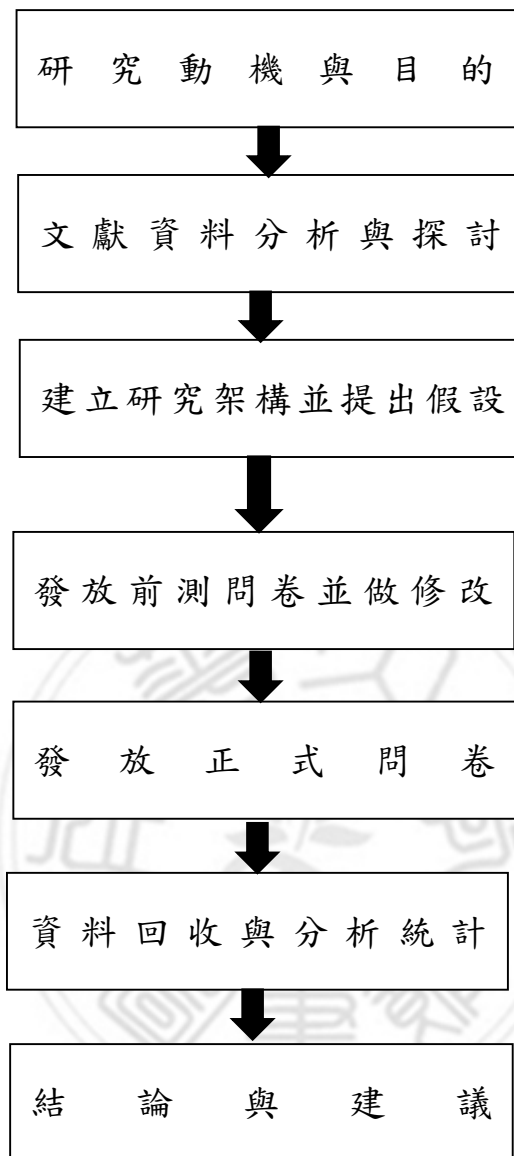 研究動機與目的
文獻資料分析與探討
建立研究架構並提出假設
發放前測問卷並做修改
發放正式問卷
資料回收與分析統計
結論與建議